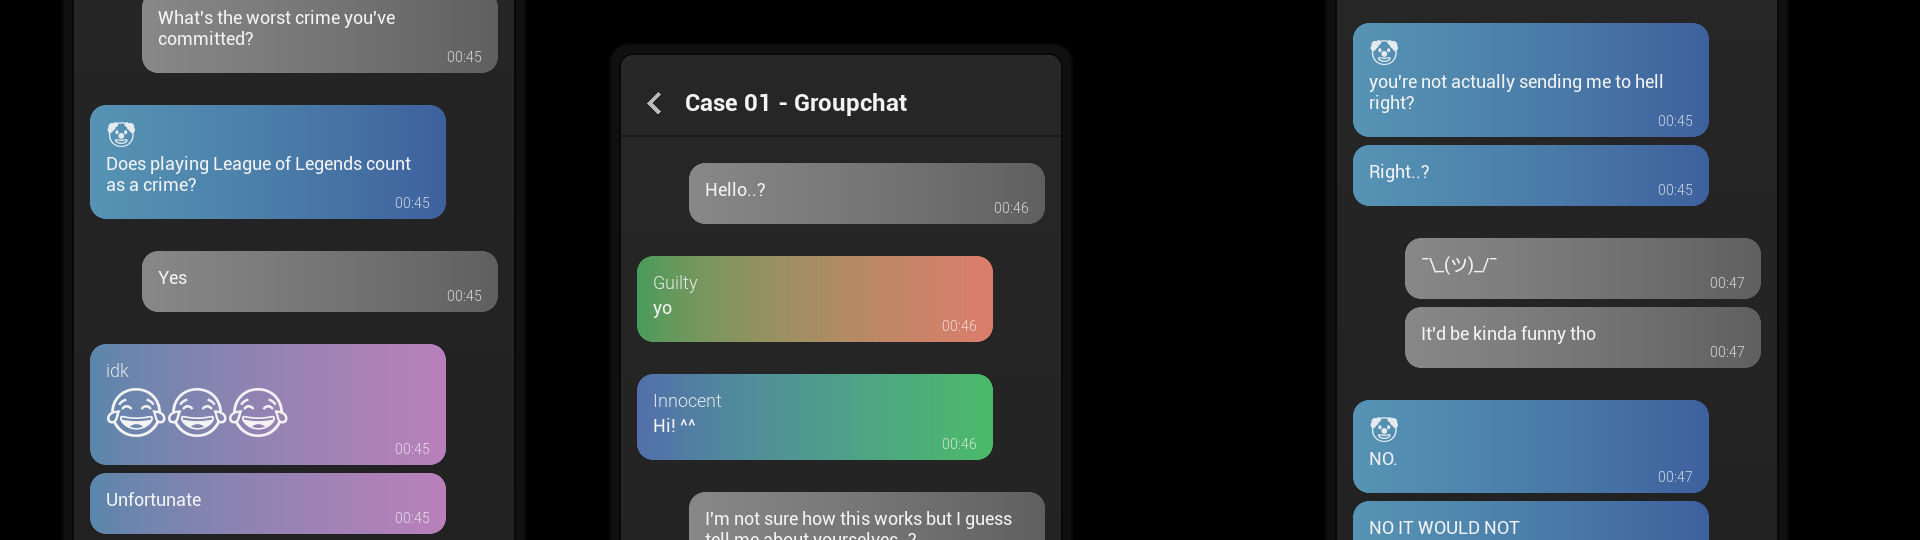 What's the worst crime you've
committed?
00:45
🤡
Does playing League of Legends count
as a crime?
00:45
Yes
00:45
idk
😂😂😂
00:45
Unfortunate
00:45
Case 01 - Groupchat
Hello..?
00:46
Guilty
yo
00:46
Innocent
Hi! ^^
00:46
I'm not sure how this works but I guess
tell me about yourselves..?
🤡
you're not actually sending me to hell
right?
00:45
Right..?
00:45
¯\_(ツ)_/¯
00:47
It'd be kinda funny tho
00:47
🤡
NO.
00:47
NO IT WOULD NOT